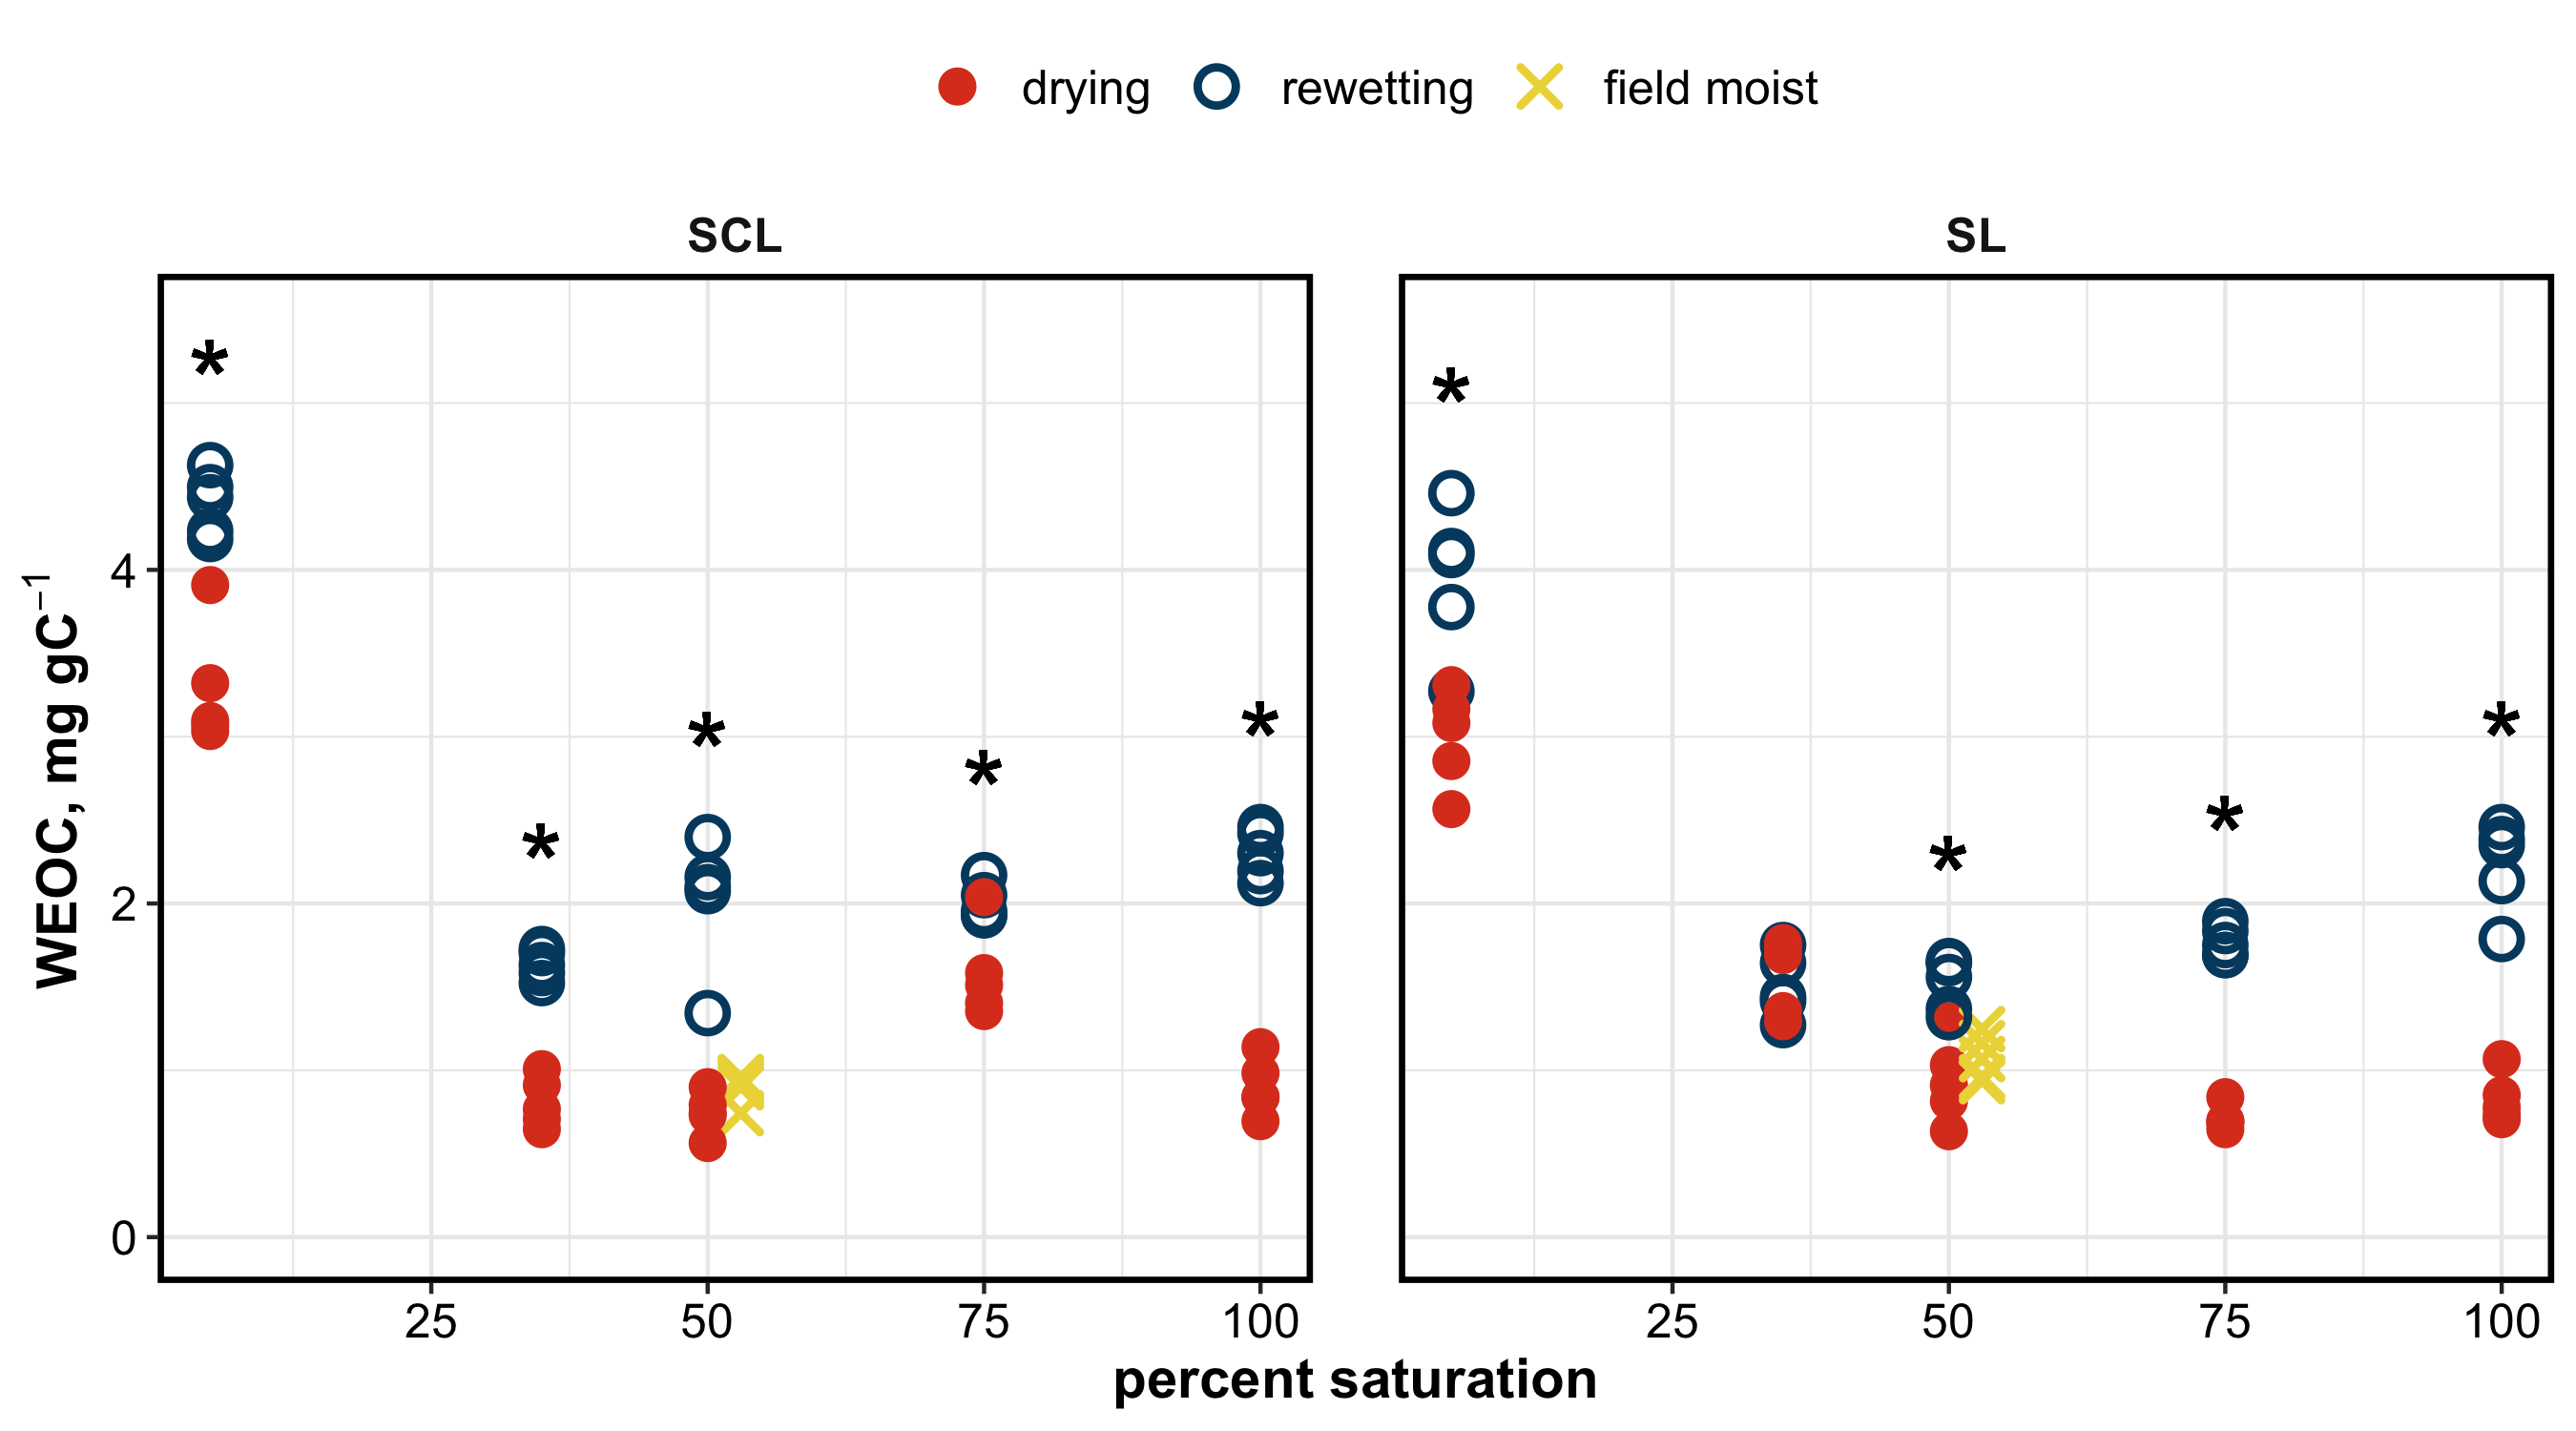 drying rewetting field moist
SCL SL
* *
* * * *
* * * *
WEOC, mg gC⁻¹
4
2
0
25 50 75 100 25 50 75 100
percent saturation